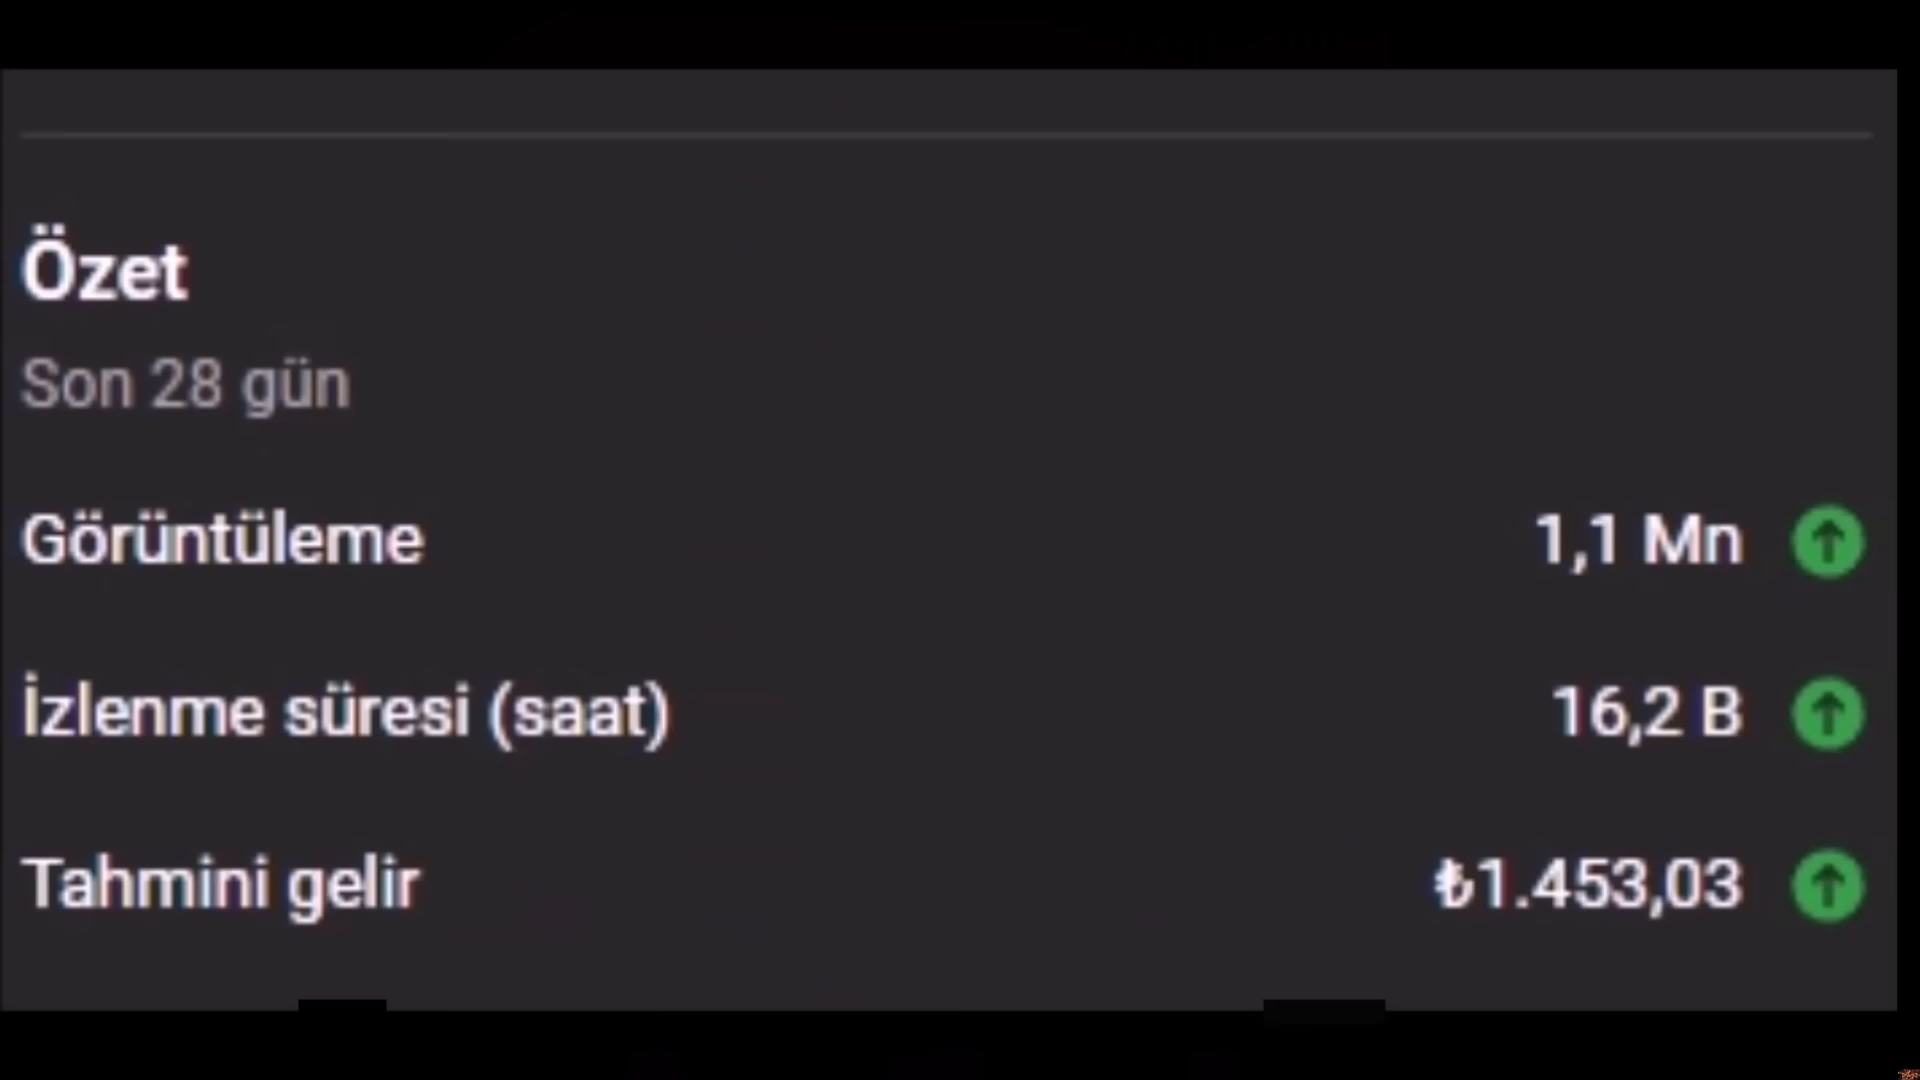 Özet
Son 28 gün
Görüntüleme 1,1 Mn
İzlenme süresi (saat) 16,2 B
Tahmini gelir ₺1.453,03